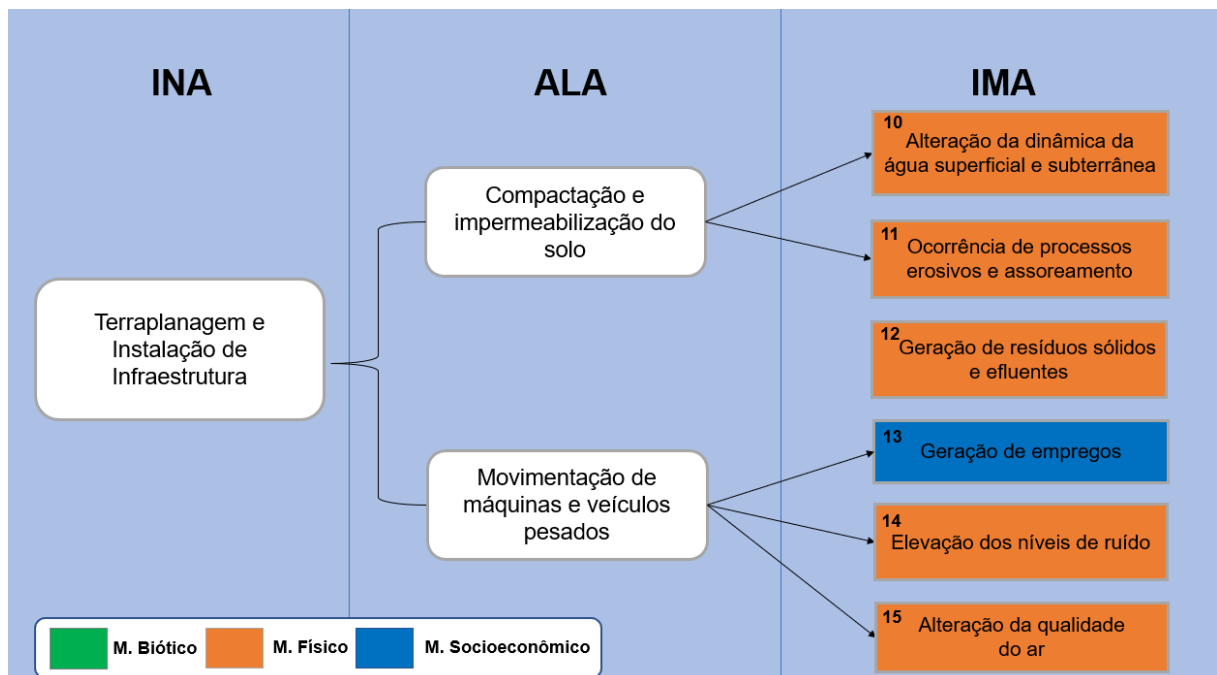 INA
ALA
IMA
Terraplanagem e
Instalação de
Infraestrutura
Compactação e
impermeabilização do
solo
Movimentação de
máquinas e veículos
pesados
10
Alteração da dinâmica da
água superficial e subterrânea
11
Ocorrência de processos
erosivos e assoreamento
12
Geração de resíduos sólidos
e efluentes
13
Geração de empregos
14
Elevação dos níveis de ruído
15
Alteração da qualidade
do ar
M. Biótico
M. Físico
M. Socioeconômico